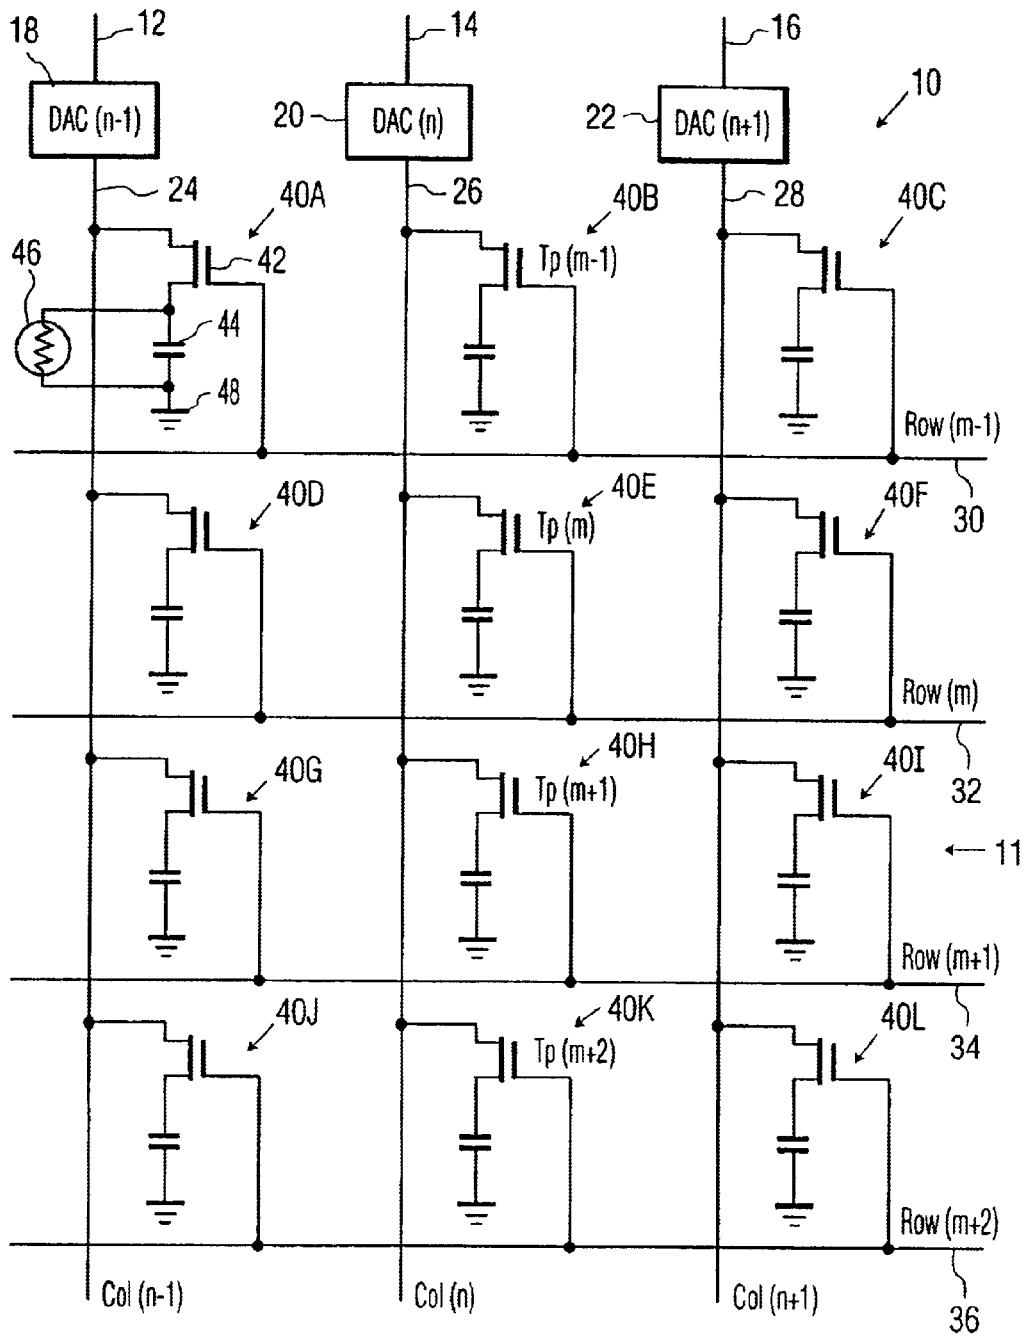 12
14
16
18
DAC (n-1)
20
DAC (n)
22
DAC (n+1)
10
24
26
28
40A
40B
40C
46
42
Tp (m-1)
44
48
Row (m-1)
30
40D
40E
40F
Tp (m)
Row (m)
32
40G
40H
40I
Tp (m+1)
11
Row (m+1)
34
40J
40K
40L
Tp (m+2)
Row (m+2)
36
Col (n-1)
Col (n)
Col (n+1)